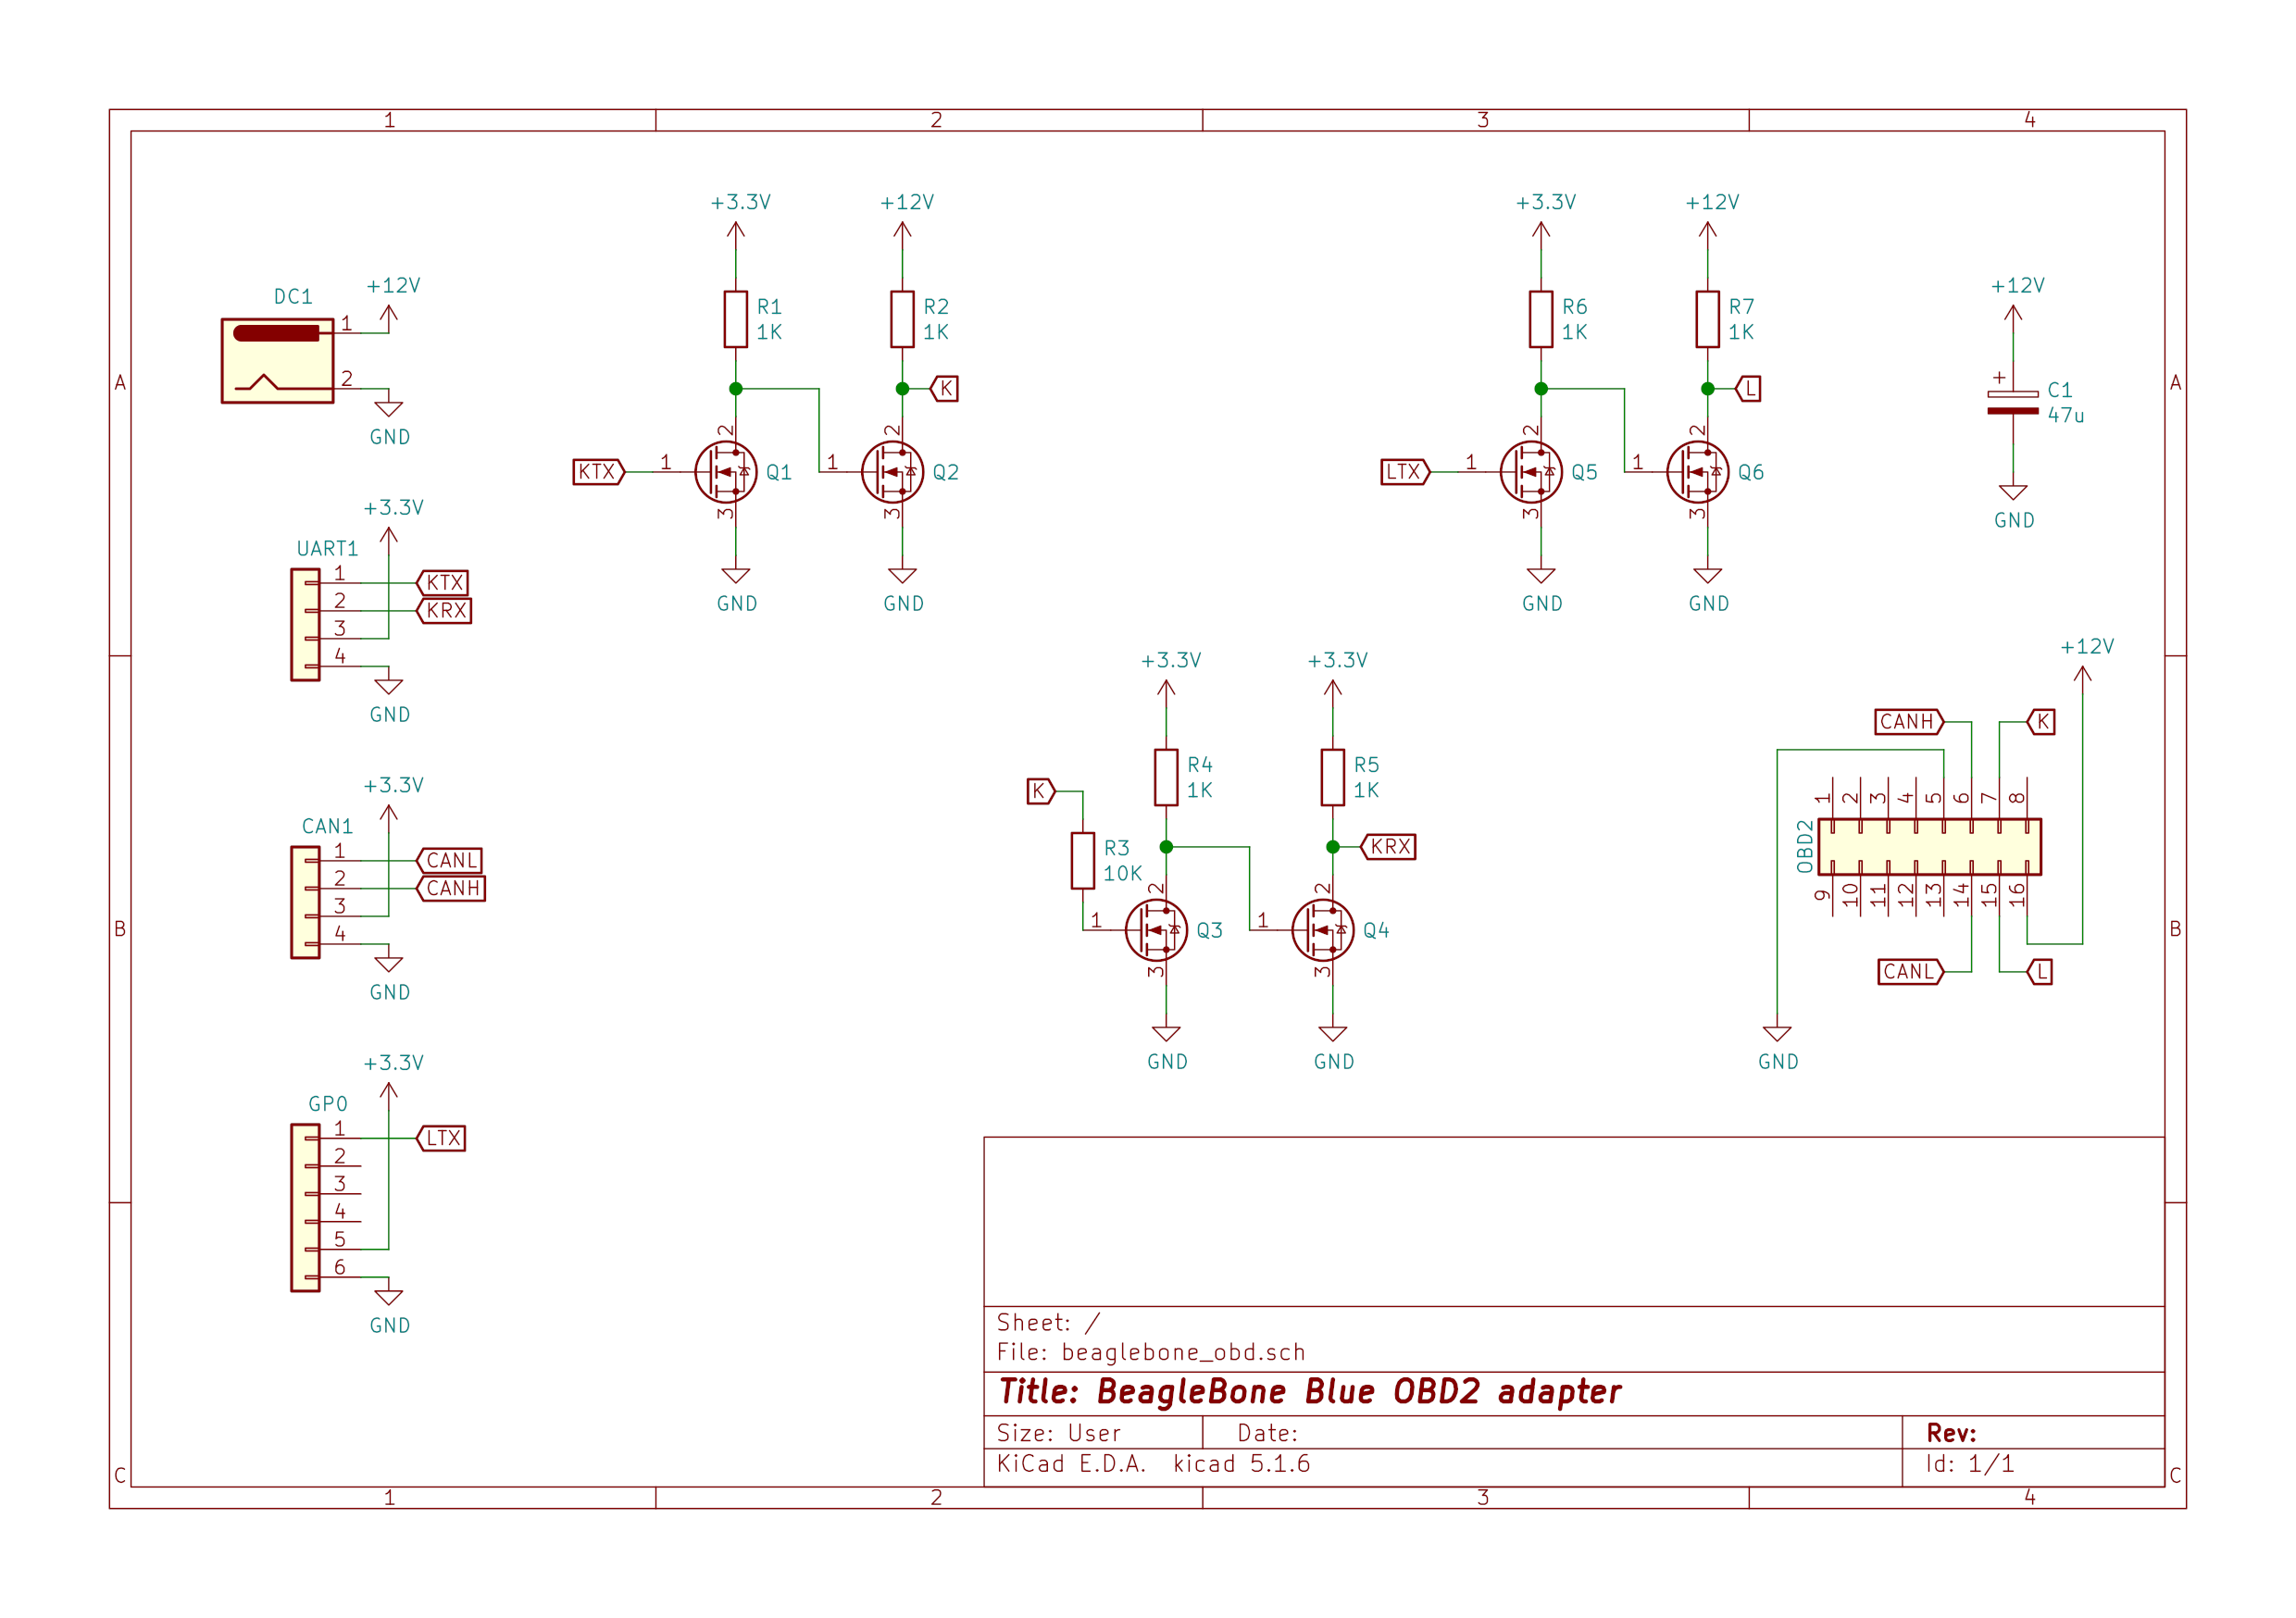 1 2 3 4
A A
B B
C C
1 2 3 4
DC1
+12V
1
2
GND
+3.3V
UART1
1 KTX
2 KRX
3
4
GND
+3.3V
CAN1
1 CANL
2 CANH
3
4
GND
+3.3V
GP0
1 LTX
2
3
4
5
6
GND
+3.3V +12V
R1
1K
R2
1K
K
KTX 1 2 3 Q1
1 2 3 Q2
GND GND
+3.3V +12V
R6
1K
R7
1K
L
LTX 1 2 3 Q5
1 2 3 Q6
GND GND
+12V
+
C1
47u
GND
+3.3V +3.3V
R4
1K
R5
1K
K
R3
10K
KRX
1 2 3 Q3
1 2 3 Q4
GND GND
+12V
CANH K
1 2 3 4 5 6 7 8
OBD2
9 10 11 12 13 14 15 16
CANL L
GND
Sheet: /
File: beaglebone_obd.sch
Title: BeagleBone Blue OBD2 adapter
Size: User Date: Rev:
KiCad E.D.A. kicad 5.1.6 Id: 1/1